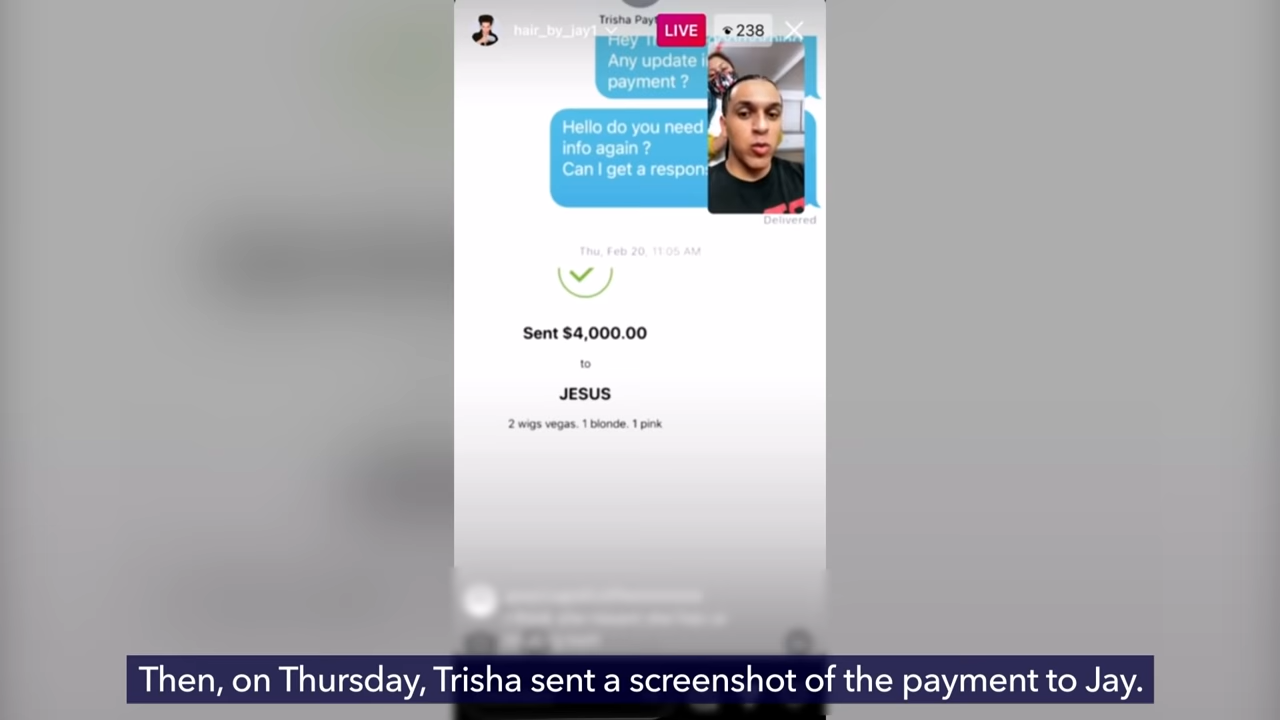 Trisha Payt
hair_by_jay1
LIVE
238
Any update i
payment ?
Hello do you need
info again ?
Can I get a respon
Delivered
Thu, Feb 20, 11:05 AM
Sent $4,000.00
to
JESUS
2 wigs vegas. 1 blonde. 1 pink
Then, on Thursday, Trisha sent a screenshot of the payment to Jay.